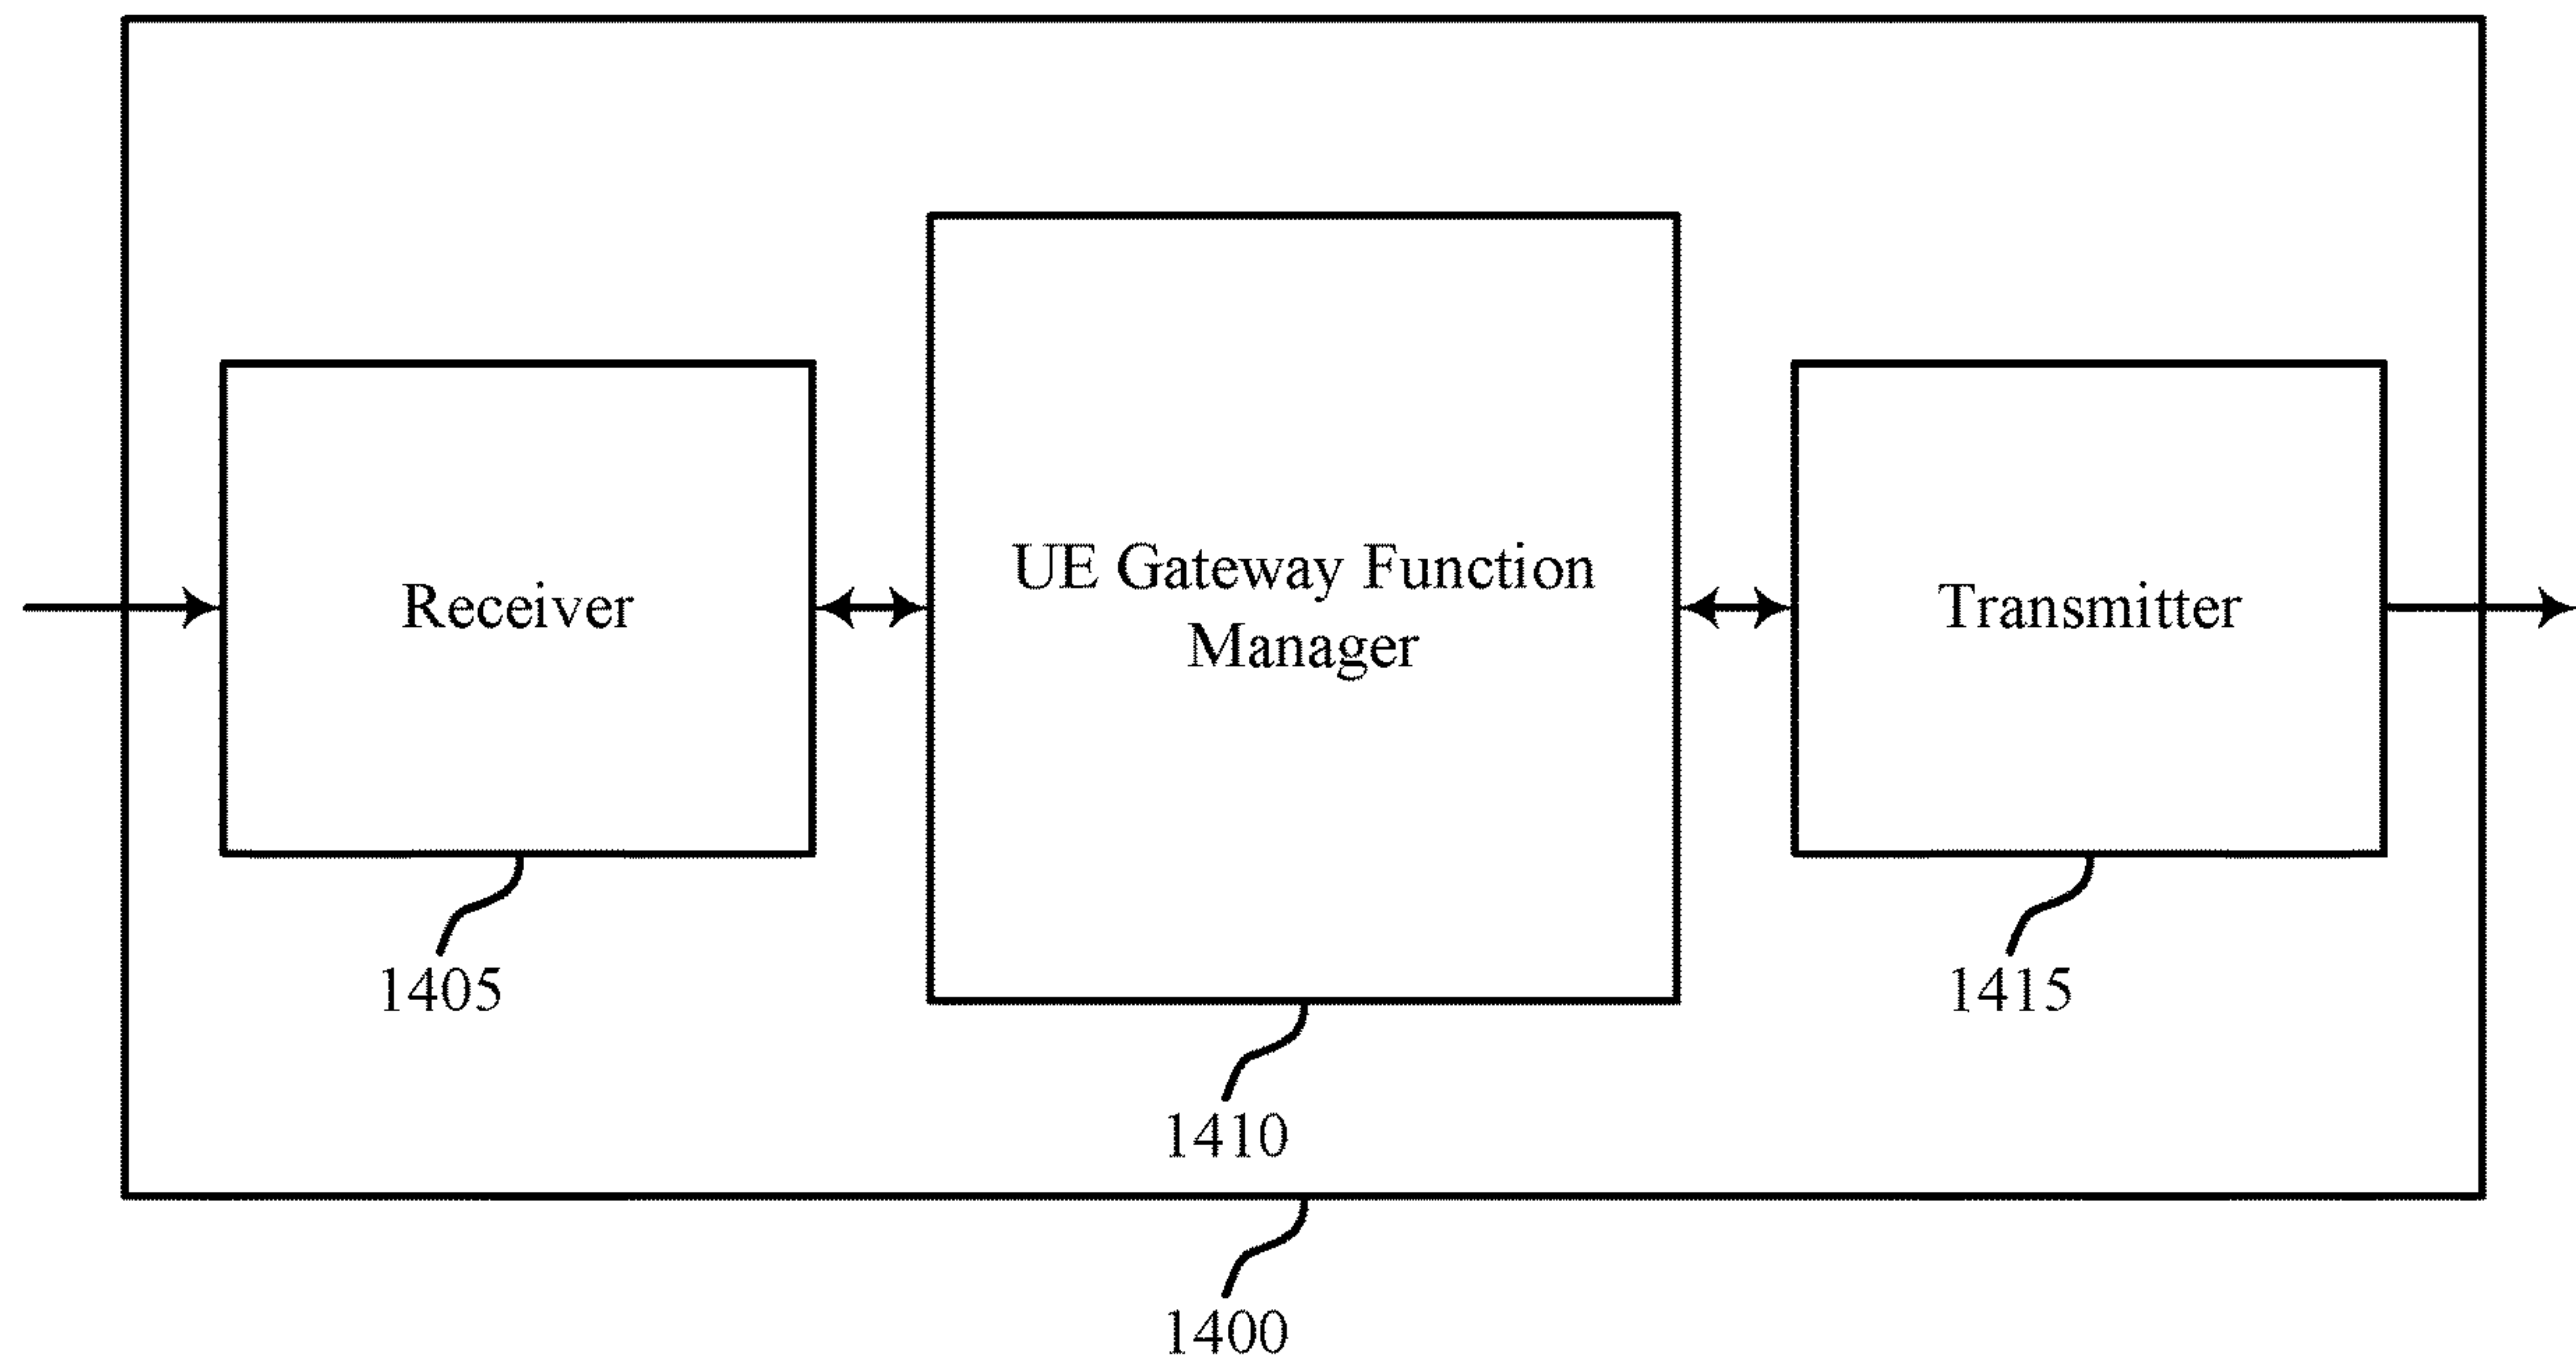 Receiver
UE Gateway Function
Manager
Transmitter
1405
1415
1410
1400